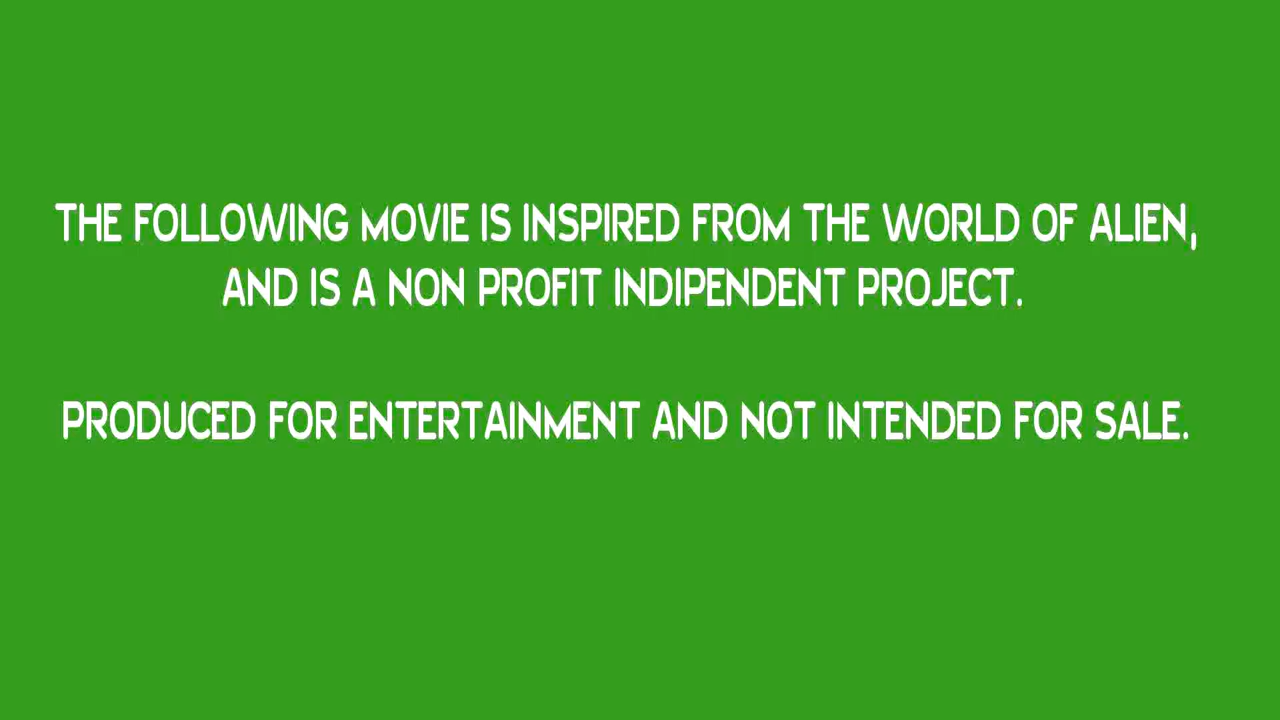 THE FOLLOWING MOVIE IS INSPIRED FROM THE WORLD OF ALIEN,
AND IS A NON PROFIT INDIPENDENT PROJECT.
PRODUCED FOR ENTERTAINMENT AND NOT INTENDED FOR SALE.